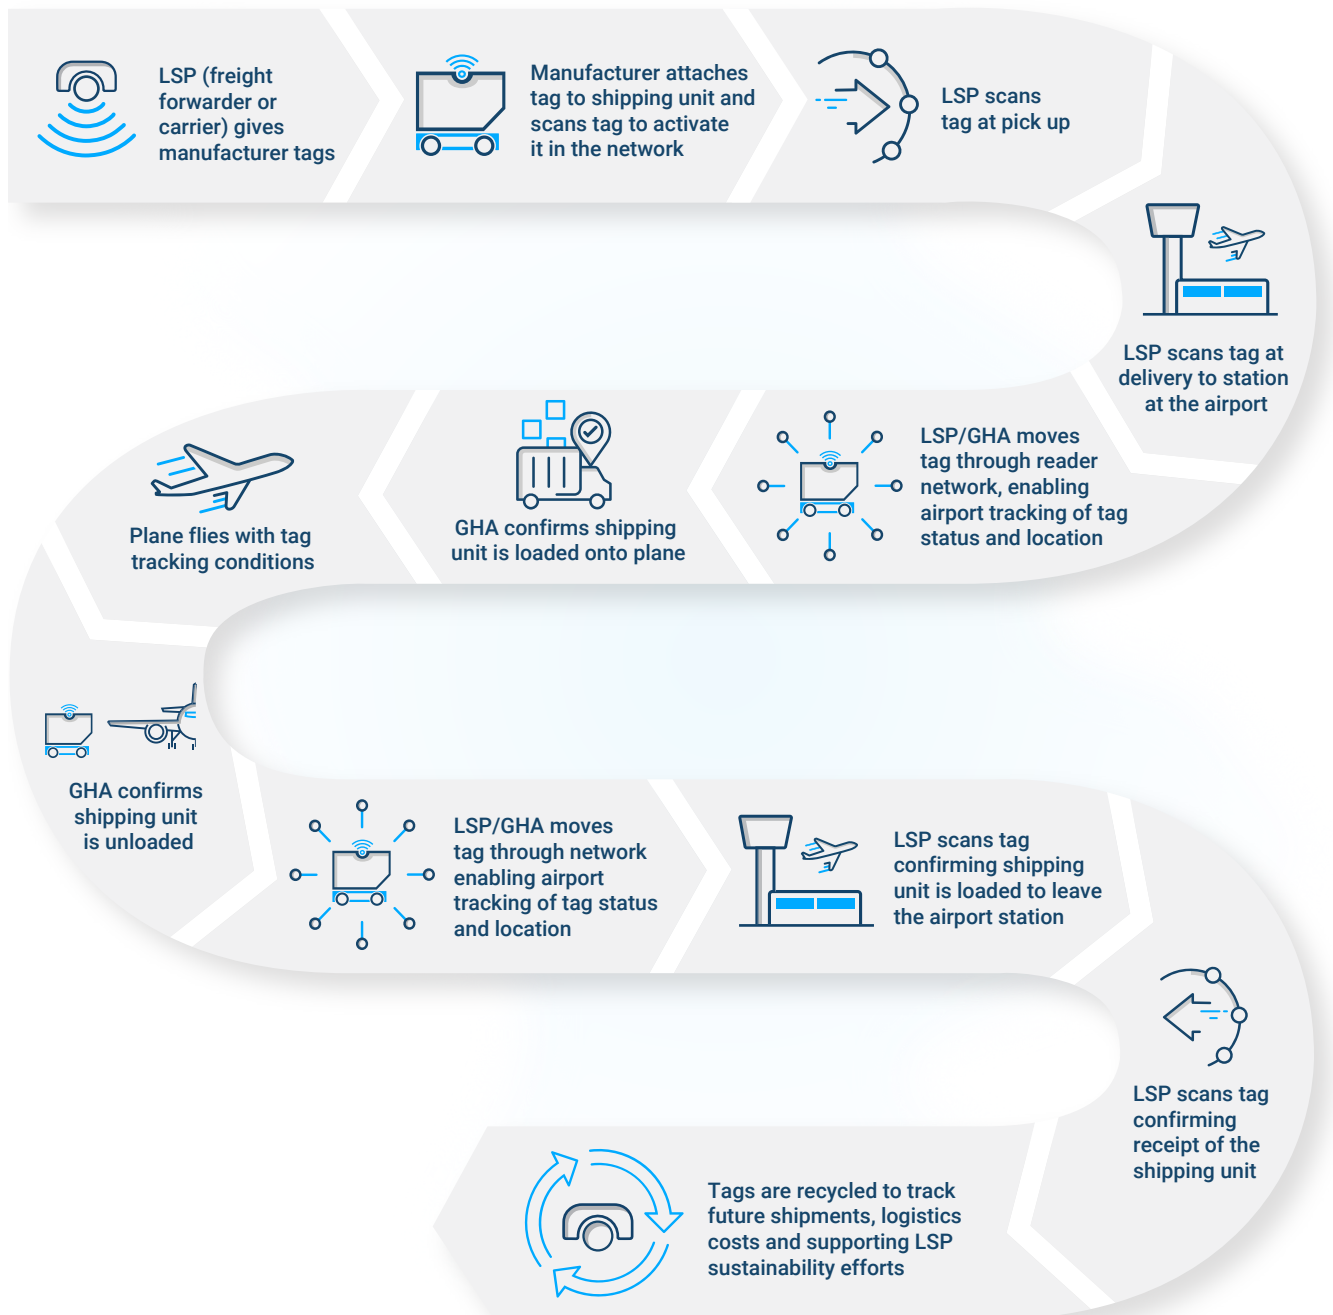 LSP (freight
forwarder or
carrier) gives
manufacturer tags
Manufacturer attaches
tag to shipping unit and
scans tag to activate
it in the network
LSP scans
tag at pick up
LSP scans tag at
delivery to station
at the airport
LSP/GHA moves
tag through reader
network, enabling
airport tracking of tag
status and location
GHA confirms shipping
unit is loaded onto plane
Plane flies with tag
tracking conditions
GHA confirms
shipping unit
is unloaded
LSP/GHA moves
tag through network
enabling airport
tracking of tag status
and location
LSP scans tag
confirming shipping
unit is loaded to leave
the airport station
LSP scans tag
confirming
receipt of the
shipping unit
Tags are recycled to track
future shipments, logistics
costs and supporting LSP
sustainability efforts